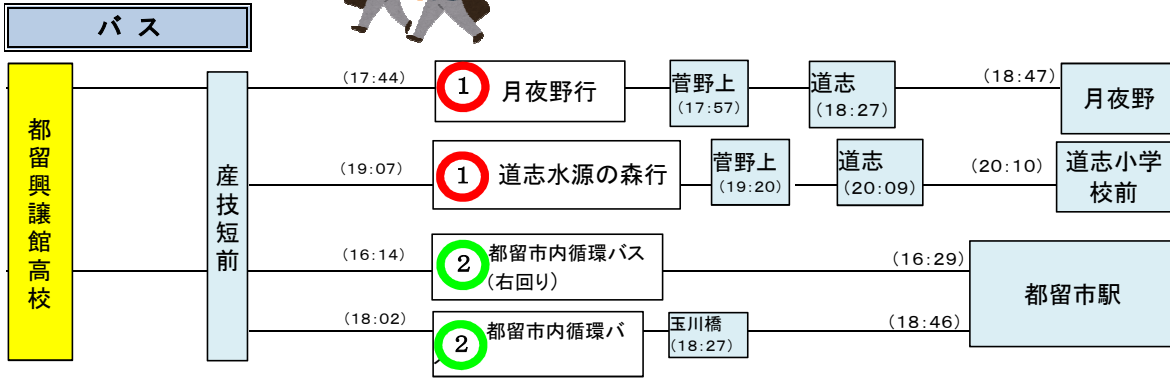 バス
都留興譲館高校
産技短前
(17:44)
① 月夜野行
菅野上
(17:57)
道志
(18:27)
(18:47)
月夜野
(19:07)
① 道志水源の森行
菅野上
(19:20)
道志
(20:09)
(20:10)
道志小学
校前
(16:14)
② 都留市内循環バス
(右回り)
(16:29)
都留市駅
(18:02)
② 都留市内循環バ
玉川橋
(18:27)
(18:46)